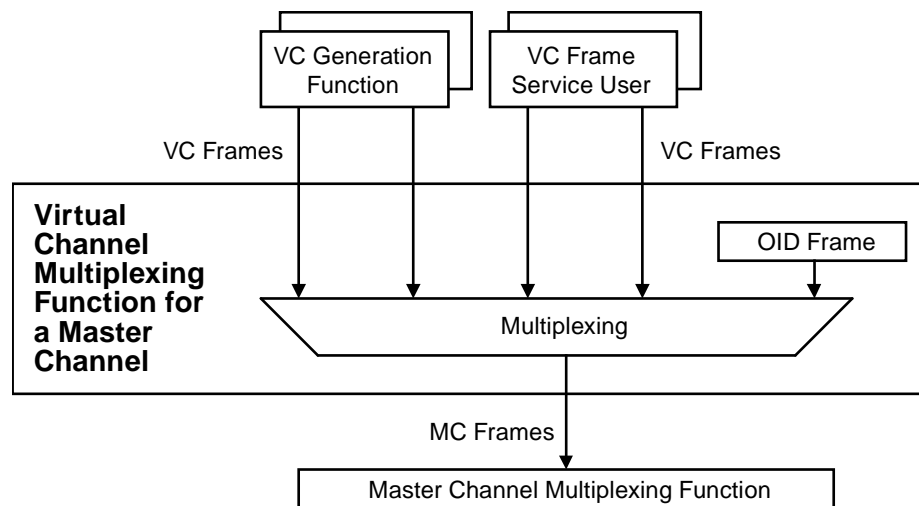 VC Generation
Function
VC Frame
Service User
VC Frames
VC Frames
Virtual
Channel
Multiplexing
Function for
a Master
Channel
OID Frame
Multiplexing
MC Frames
Master Channel Multiplexing Function